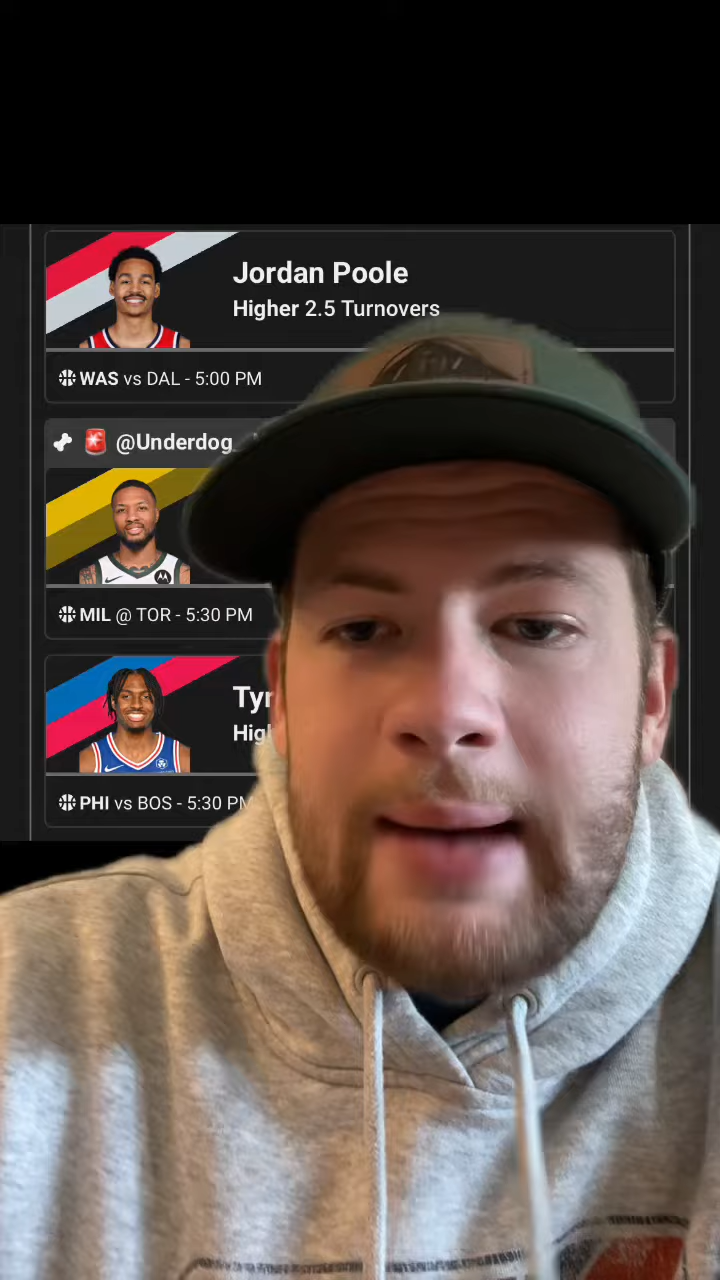 Jordan Poole
Higher 2.5 Turnovers
WAS vs DAL - 5:00 PM
@Underdog
MIL @ TOR - 5:30 PM
Tyr
Hig
PHI vs BOS - 5:30 PM